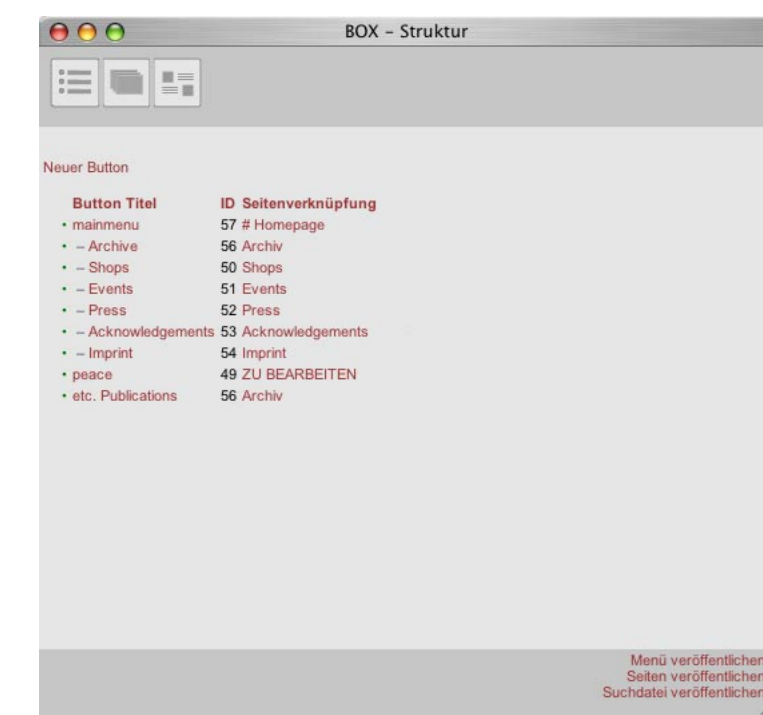 BOX – Struktur
Neuer Button
Button Titel ID Seitenverknüpfung
• mainmenu 57 # Homepage
• – Archive 56 Archiv
• – Shops 50 Shops
• – Events 51 Events
• – Press 52 Press
• – Acknowledgements 53 Acknowledgements
• – Imprint 54 Imprint
• peace 49 ZU BEARBEITEN
• etc. Publications 56 Archiv
Menü veröffentlichen
Seiten veröffentlichen
Suchdatei veröffentlichen